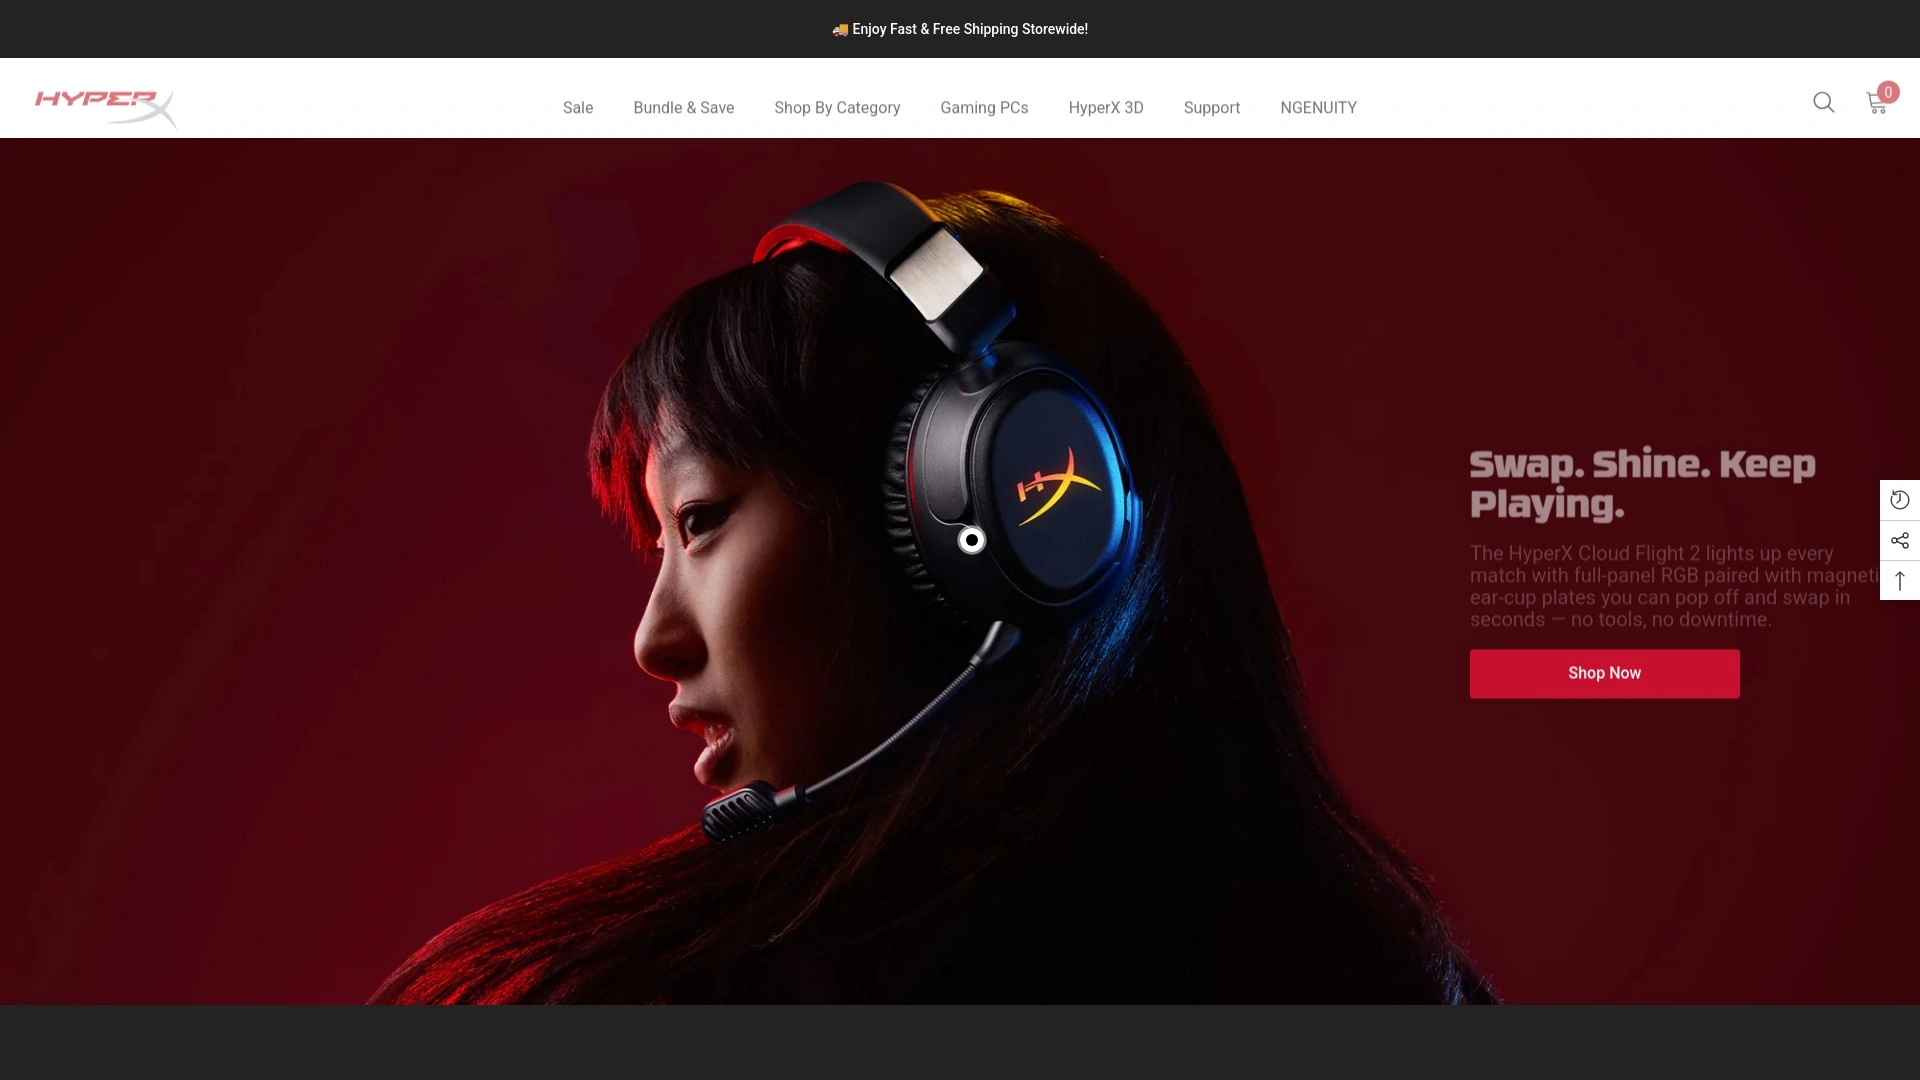 🚚 Enjoy Fast & Free Shipping Storewide!
HYPERX
Sale
Bundle & Save
Shop By Category
Gaming PCs
HyperX 3D
Support
NGENUITY
0
HX
Swap. Shine. Keep
Playing.
The HyperX Cloud Flight 2 lights up every
match with full-panel RGB paired with magneti
ear-cup plates you can pop off and swap in
seconds — no tools, no downtime.
Shop Now